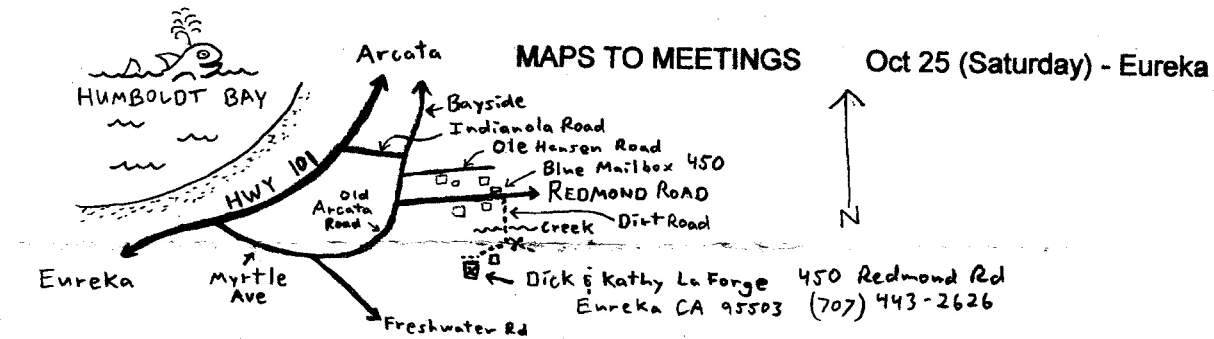 MAPS TO MEETINGS
Oct 25 (Saturday) - Eureka
Arcata
HUMBOLDT BAY
Bayside
Indianola Road
Ole Hansen Road
Blue Mailbox 450
HWY 101
REDMOND ROAD
Old
Arcata
Road
Dirt Road
N
Creek
Eureka
Myrtle
Ave
Dick & Kathy La Forge 450 Redmond Rd
Eureka CA 95503 (707) 443-2626
Freshwater Rd